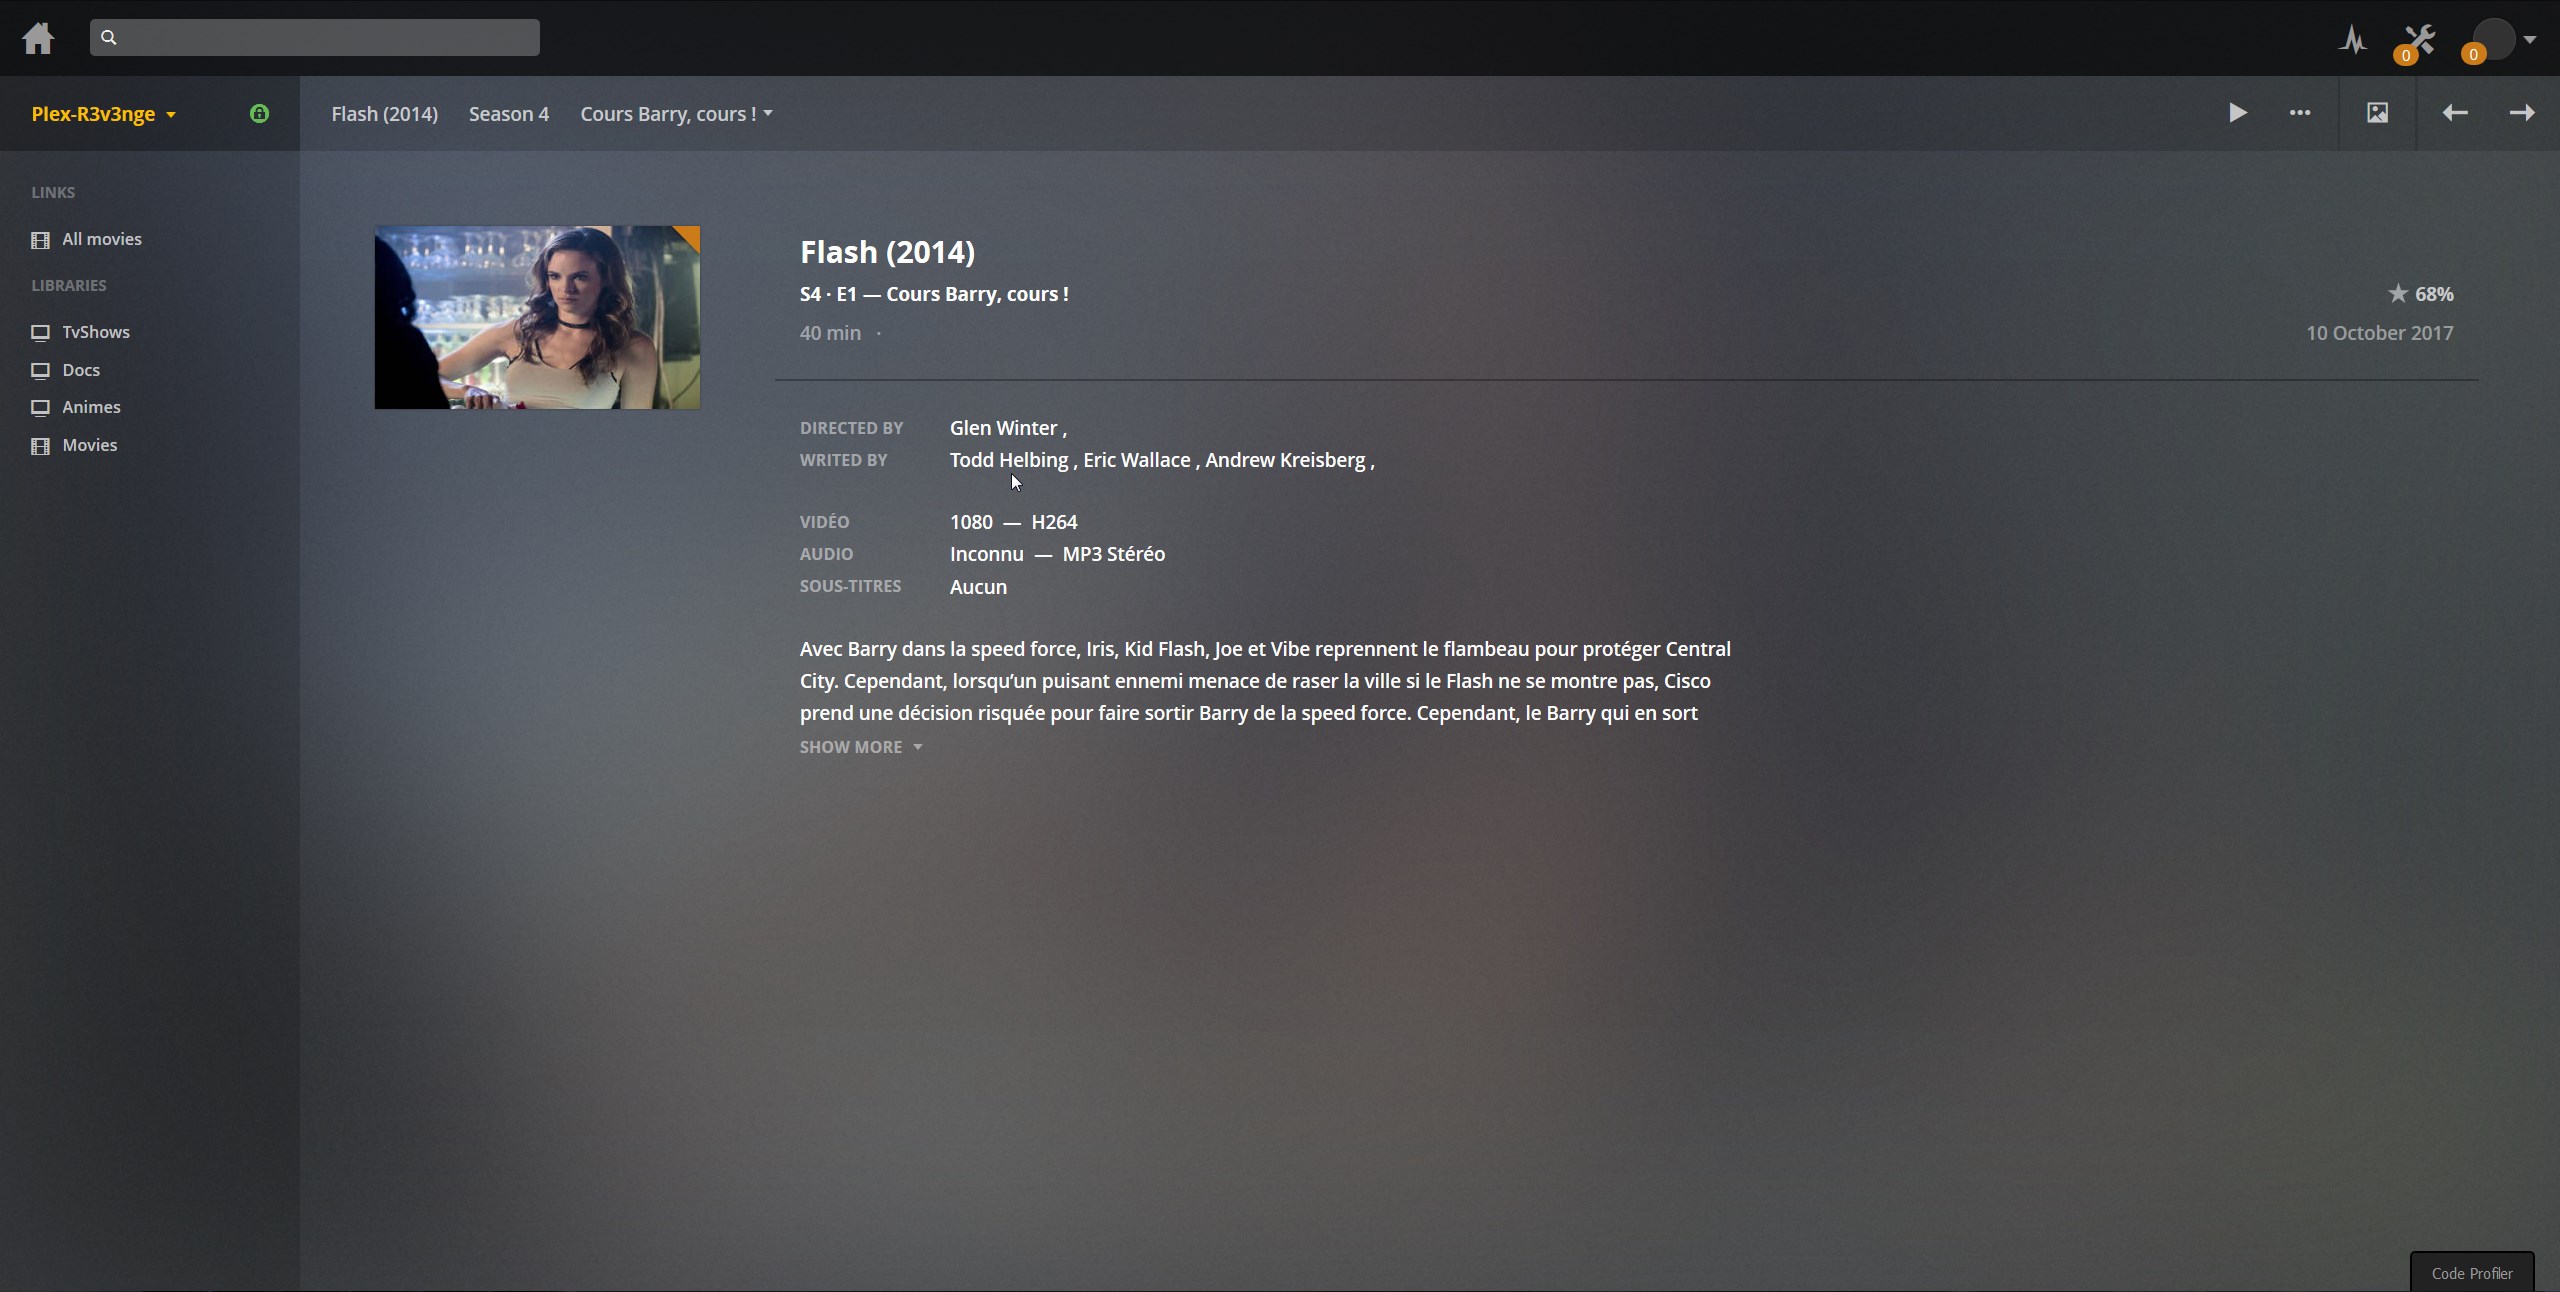 0
0
Plex-R3v3nge
Flash (2014) Season 4 Cours Barry, cours !
LINKS
All movies
LIBRARIES
TvShows
Docs
Animes
Movies
Flash (2014)
S4 · E1 — Cours Barry, cours !
68%
40 min ·
10 October 2017
DIRECTED BY Glen Winter ,
WRITED BY Todd Helbing , Eric Wallace , Andrew Kreisberg ,
VIDÉO 1080 — H264
AUDIO Inconnu — MP3 Stéréo
SOUS-TITRES Aucun
Avec Barry dans la speed force, Iris, Kid Flash, Joe et Vibe reprennent le flambeau pour protéger Central
City. Cependant, lorsqu’un puisant ennemi menace de raser la ville si le Flash ne se montre pas, Cisco
prend une décision risquée pour faire sortir Barry de la speed force. Cependant, le Barry qui en sort
SHOW MORE
Code Profiler